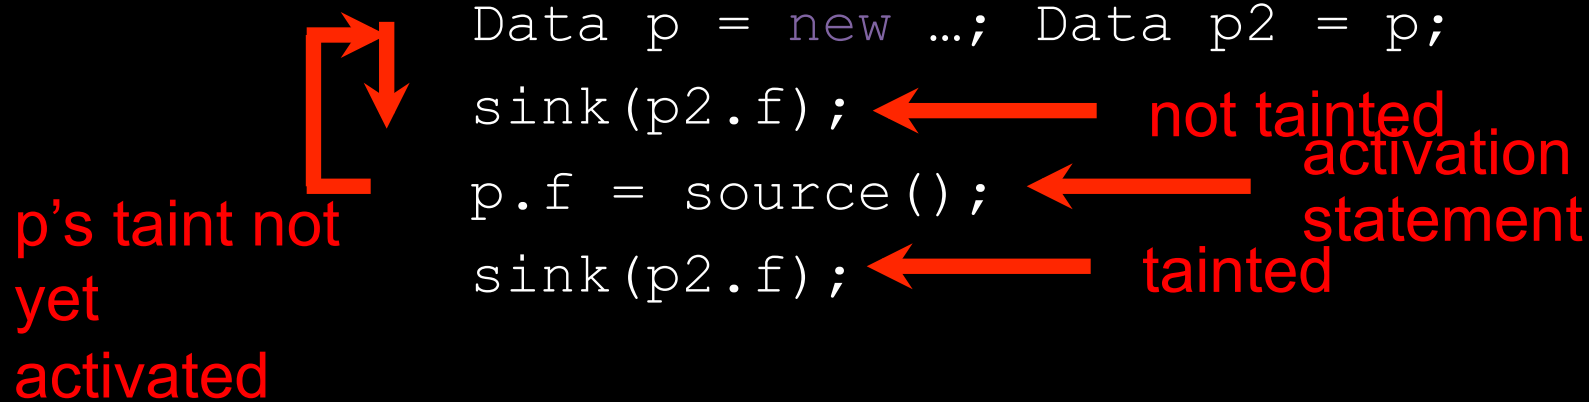 Data p = new …; Data p2 = p;
sink(p2.f);
not tainted
p.f = source();
activation
statement
sink(p2.f);
tainted
p’s taint not
yet
activated